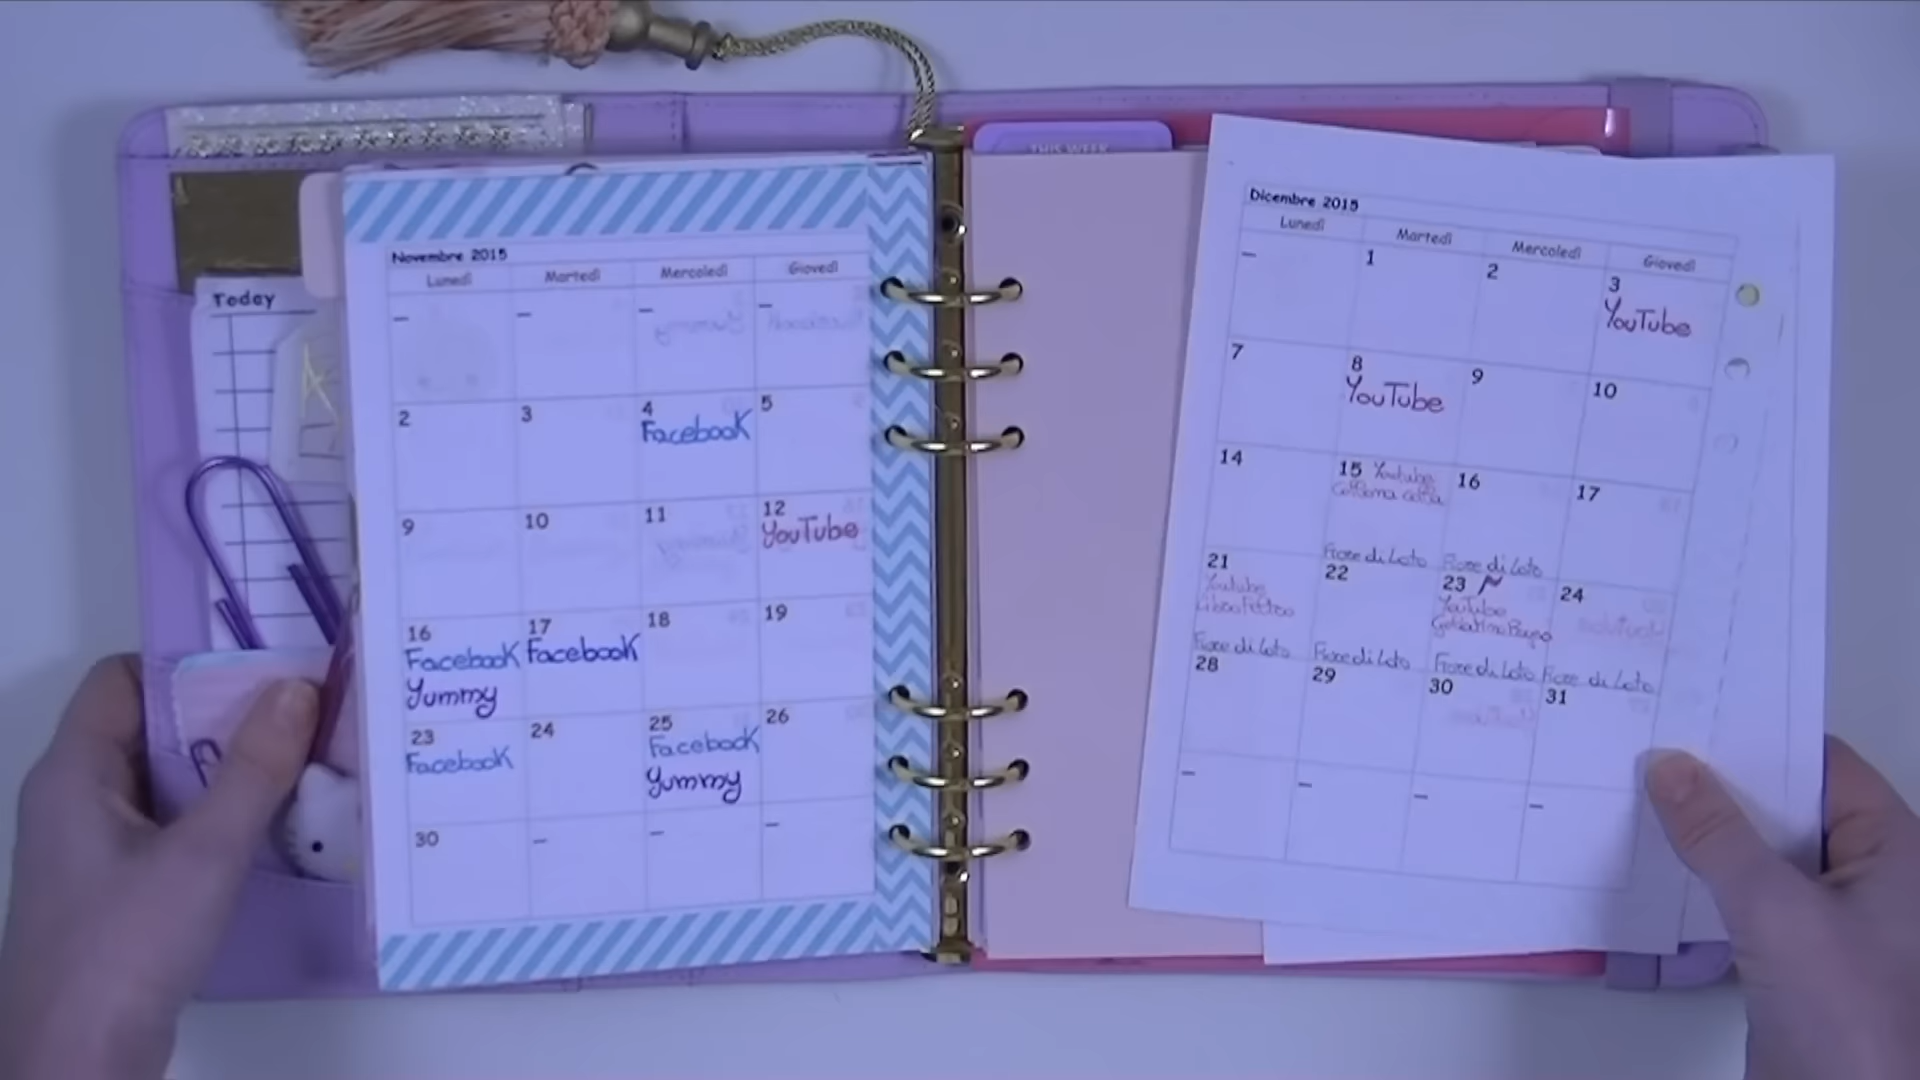 THIS WEEK
Today
Novembre 2015
Lunedì Martedì Mercoledì Giovedì
- - - -
2 3 4 5
Facebook
9 10 11 12
YouTube
16 17 18 19
Facebook Facebook
Yummy
23 24 25 26
Facebook Facebook
Yummy
30 - - -
Dicembre 2015
Lunedì Martedì Mercoledì Giovedì
- 1 2 3
YouTube
7 8 9 10
YouTube
14 15 Youtube 16 17
Fiore di Loto Fiore di Loto
21 22 23 24
Youtube YouTube
Fiore di Loto Fiore di Loto Fiore di Loto Fiore di Loto
28 29 30 31
- - - -